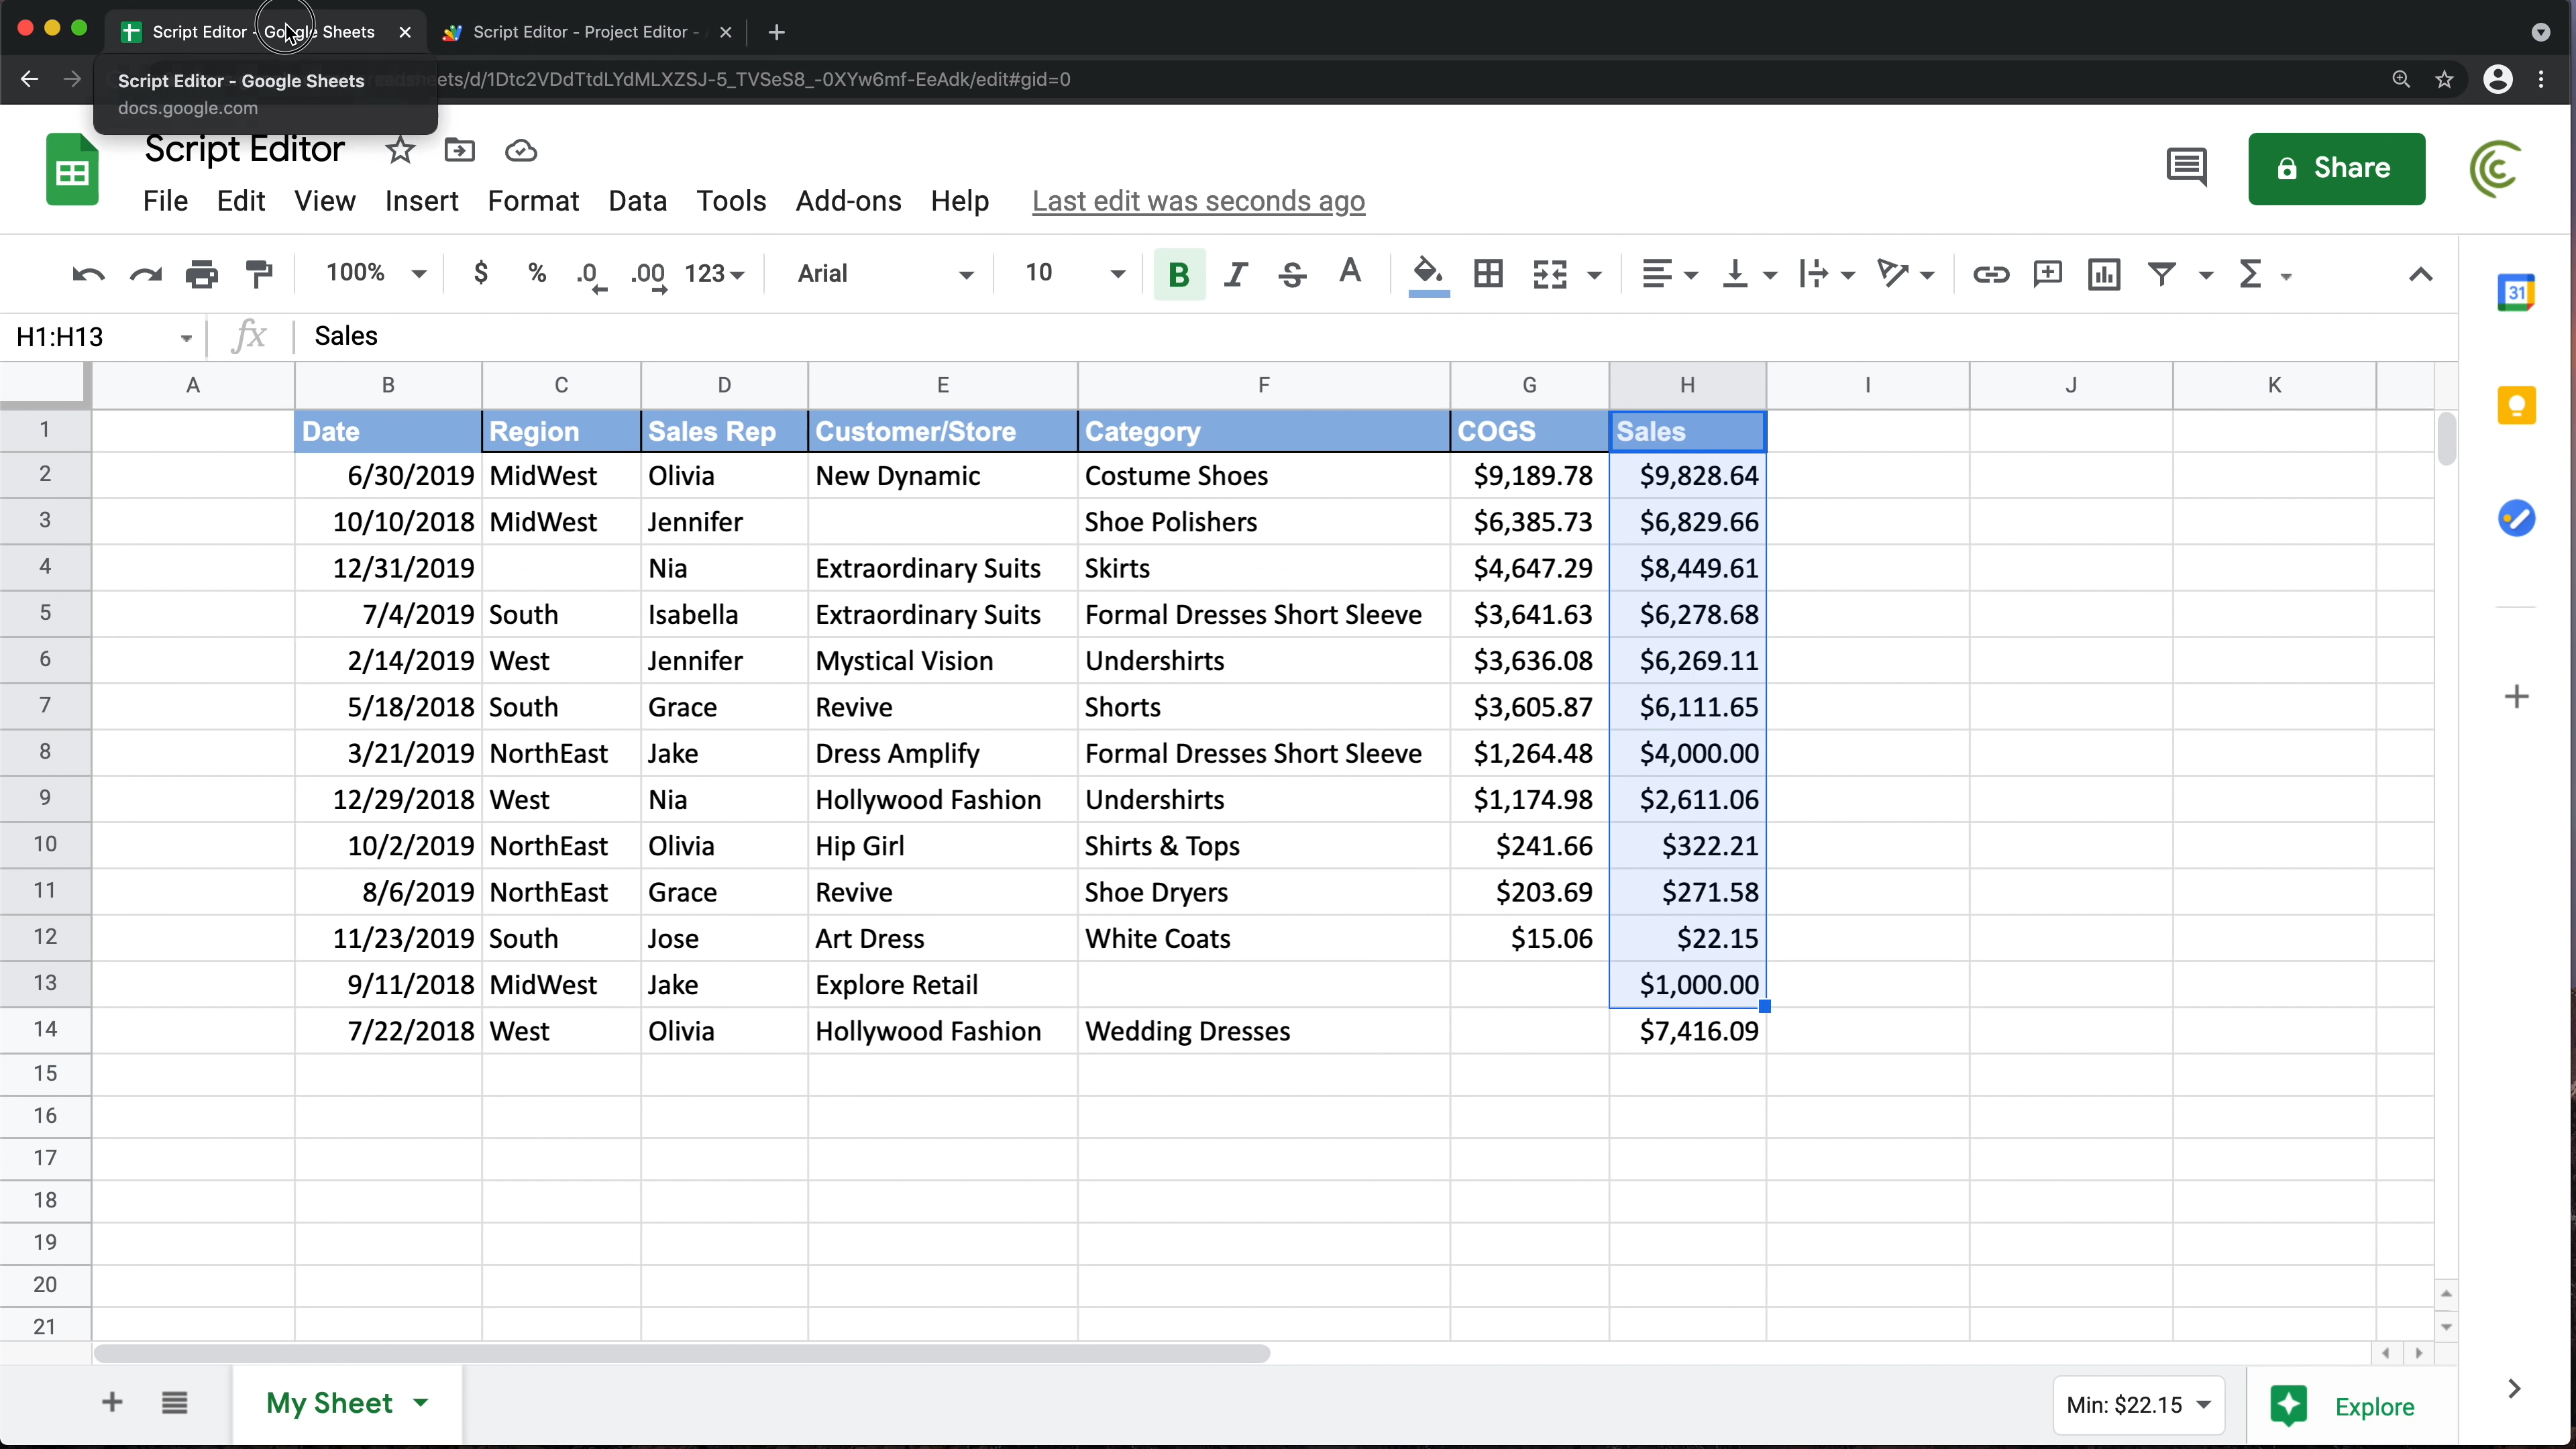 Script Editor - Google Sheets
Script Editor - Project Editor -
Script Editor - Google Sheets
eets/d/1Dtc2VDdTtdLYdMLXZSJ-5_TVSeS8_-0XYw6mf-EeAdk/edit#gid=0
docs.google.com
Script Editor
Share
File Edit View Insert Format Data Tools Add-ons Help Last edit was seconds ago
100% $ % .0 .00 123 Arial 10 B I S A
31
H1:H13 fx Sales
A B C D E F G H I J K
1 Date Region Sales Rep Customer/Store Category COGS Sales
2 6/30/2019 MidWest Olivia New Dynamic Costume Shoes $9,189.78 $9,828.64
3 10/10/2018 MidWest Jennifer Shoe Polishers $6,385.73 $6,829.66
4 12/31/2019 Nia Extraordinary Suits Skirts $4,647.29 $8,449.61
5 7/4/2019 South Isabella Extraordinary Suits Formal Dresses Short Sleeve $3,641.63 $6,278.68
6 2/14/2019 West Jennifer Mystical Vision Undershirts $3,636.08 $6,269.11
7 5/18/2018 South Grace Revive Shorts $3,605.87 $6,111.65
8 3/21/2019 NorthEast Jake Dress Amplify Formal Dresses Short Sleeve $1,264.48 $4,000.00
9 12/29/2018 West Nia Hollywood Fashion Undershirts $1,174.98 $2,611.06
10 10/2/2019 NorthEast Olivia Hip Girl Shirts & Tops $241.66 $322.21
11 8/6/2019 NorthEast Grace Revive Shoe Dryers $203.69 $271.58
12 11/23/2019 South Jose Art Dress White Coats $15.06 $22.15
13 9/11/2018 MidWest Jake Explore Retail $1,000.00
14 7/22/2018 West Olivia Hollywood Fashion Wedding Dresses $7,416.09
15
16
17
18
19
20
21
My Sheet
Min: $22.15
Explore